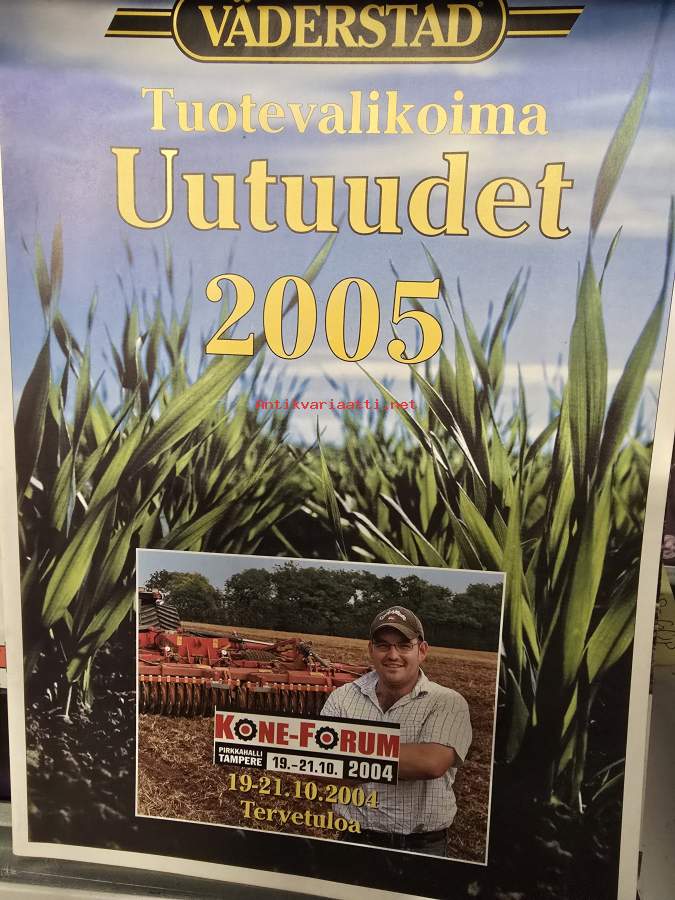 VÄDERSTAD
Tuotevalikoima
Uutuudet
2005
Antikvariaatti.net
KONE-FORUM
PIRKKAHALLI
TAMPERE
19.-21.10.
2004
19-21.10.2004
Tervetuloa